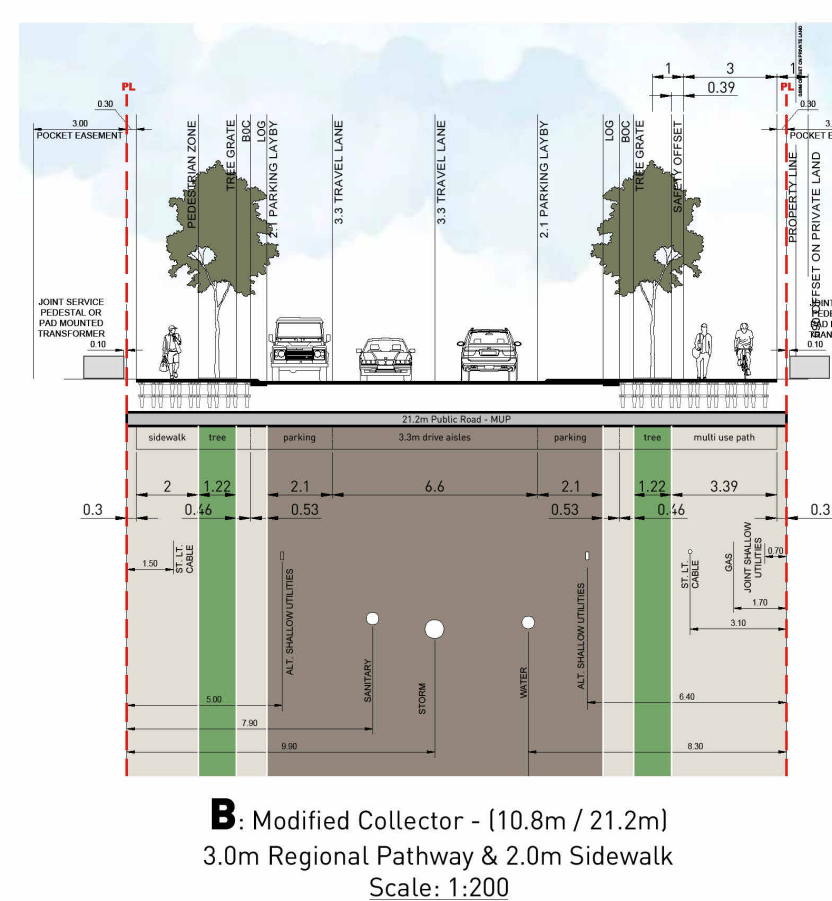 1 3 1
0.39
PL
PL
0.30
0.30
3.00
POCKET EASEMENT
POCKET E
PEDESTRIAN ZONE
TREE GRATE
BOC
LOG
2.1 PARKING LAYBY
3.3 TRAVEL LANE
3.3 TRAVEL LANE
2.1 PARKING LAYBY
LOG
BOC
TREE GRATE
SAFETY OFFSET
PROPERTY LINE
OFFSET ON PRIVATE LAND
JOINT SERVICE
PEDESTAL OR
PAD MOUNTED
TRANSFORMER
0.10
0.10
21.2m Public Road - MUP
sidewalk tree parking 3.3m drive aisles parking tree multi use path
2 1.22 2.1 6.6 2.1 1.22 3.39
0.3 0.46 0.53 0.53 0.46 0.3
1.50
ST. LT.
CABLE
ALT. SHALLOW UTILITIES
SANITARY
STORM
WATER
ALT. SHALLOW UTILITIES
ST. LT.
CABLE
GAS
JOINT SHALLOW
UTILITIES
0.70
1.70
3.10
5.00
6.40
7.90
9.90
8.30
B: Modified Collector - (10.8m / 21.2m)
3.0m Regional Pathway & 2.0m Sidewalk
Scale: 1:200